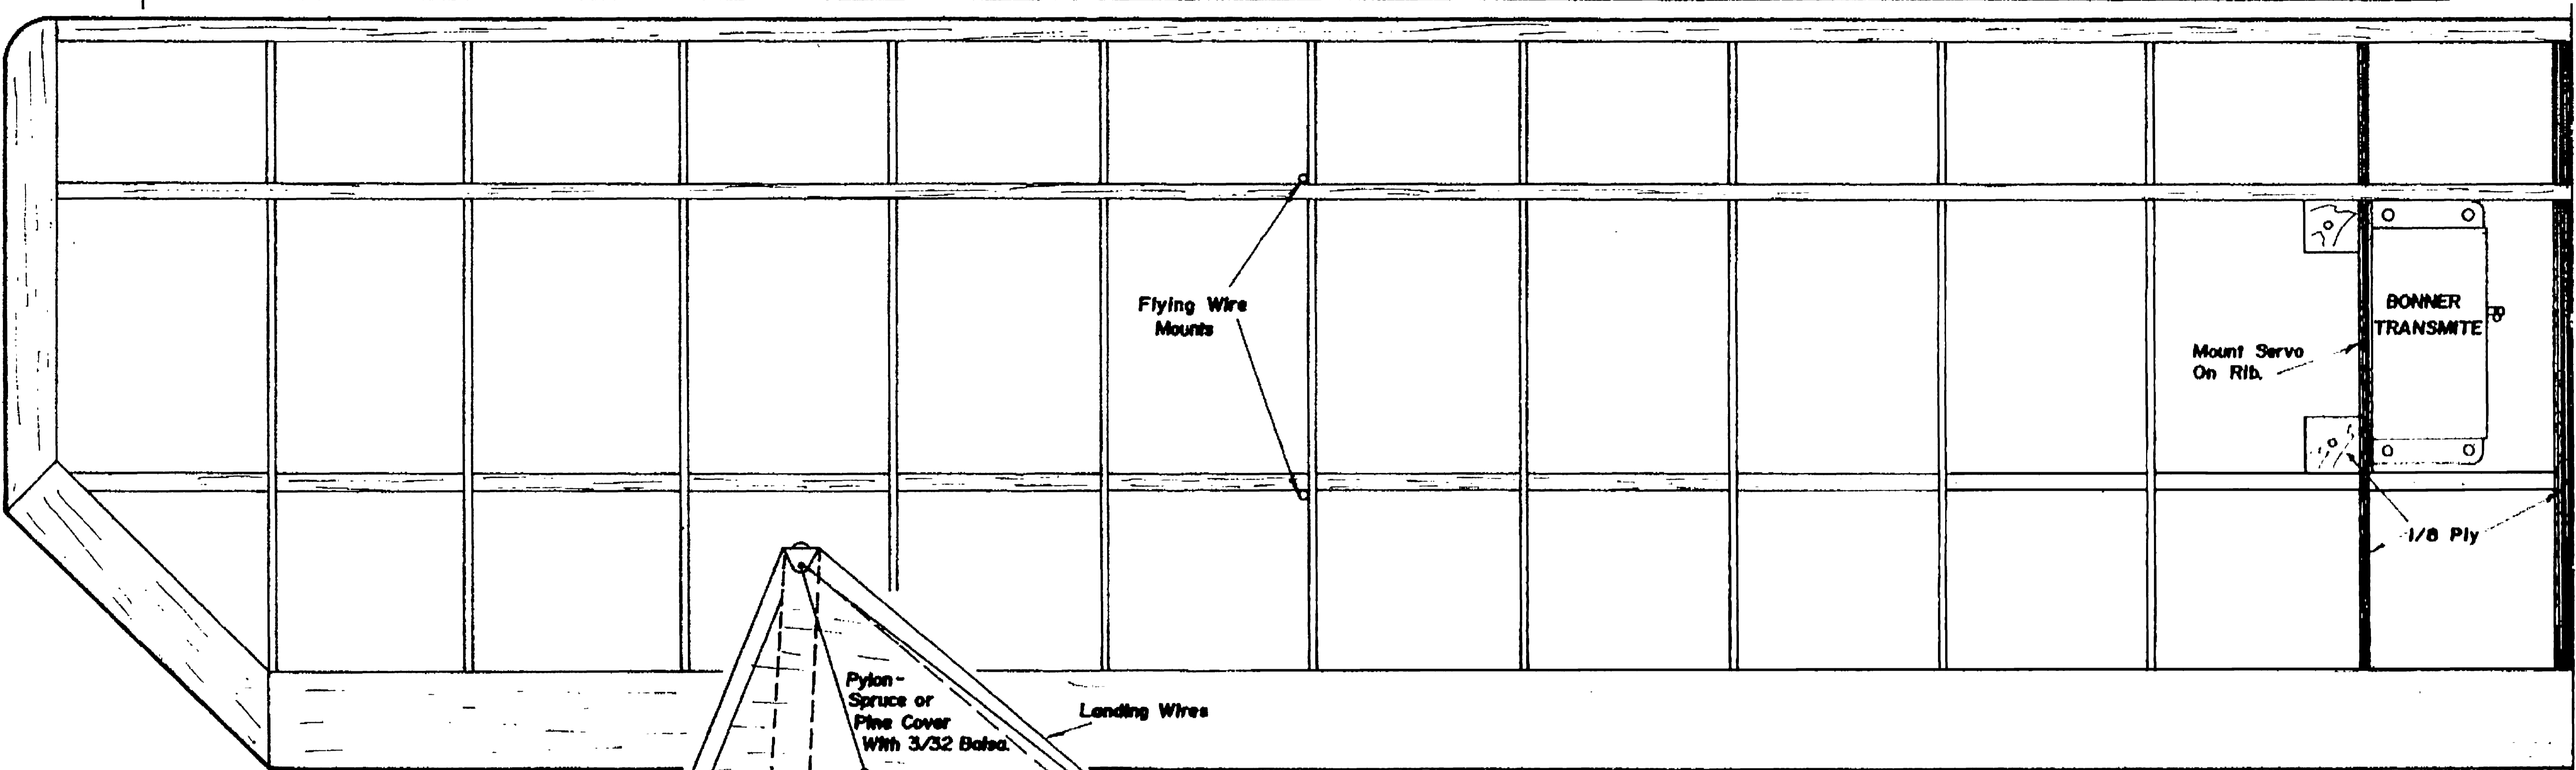 Flying Wire
Mounts
BONNER
TRANSMITE
Mount Servo
On Rib.
1/8 Ply
Pylon-
Spruce or
Pine Cover
With 3/32 Balsa.
Landing Wires